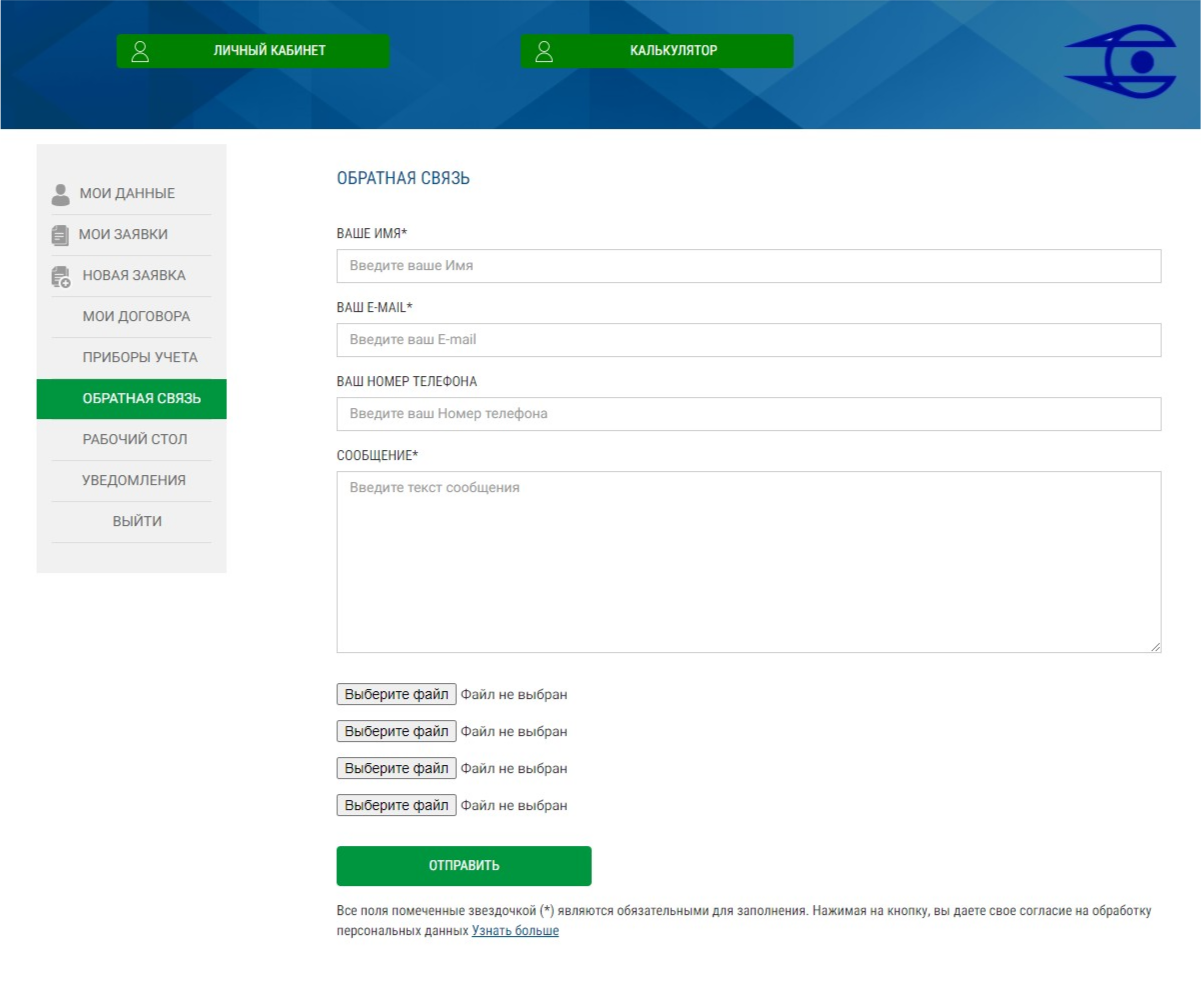 ЛИЧНЫЙ КАБИНЕТ
КАЛЬКУЛЯТОР
МОИ ДАННЫЕ
МОИ ЗАЯВКИ
НОВАЯ ЗАЯВКА
МОИ ДОГОВОРА
ПРИБОРЫ УЧЕТА
ОБРАТНАЯ СВЯЗЬ
РАБОЧИЙ СТОЛ
УВЕДОМЛЕНИЯ
ВЫЙТИ
ОБРАТНАЯ СВЯЗЬ
ВАШЕ ИМЯ*
Введите ваше Имя
ВАШ E-MAIL*
Введите ваш E-mail
ВАШ НОМЕР ТЕЛЕФОНА
Введите ваш Номер телефона
СООБЩЕНИЕ*
Введите текст сообщения
Выберите файл Файл не выбран
Выберите файл Файл не выбран
Выберите файл Файл не выбран
Выберите файл Файл не выбран
ОТПРАВИТЬ
Все поля помеченные звездочкой (*) являются обязательными для заполнения. Нажимая на кнопку, вы даете свое согласие на обработку
персональных данных Узнать больше